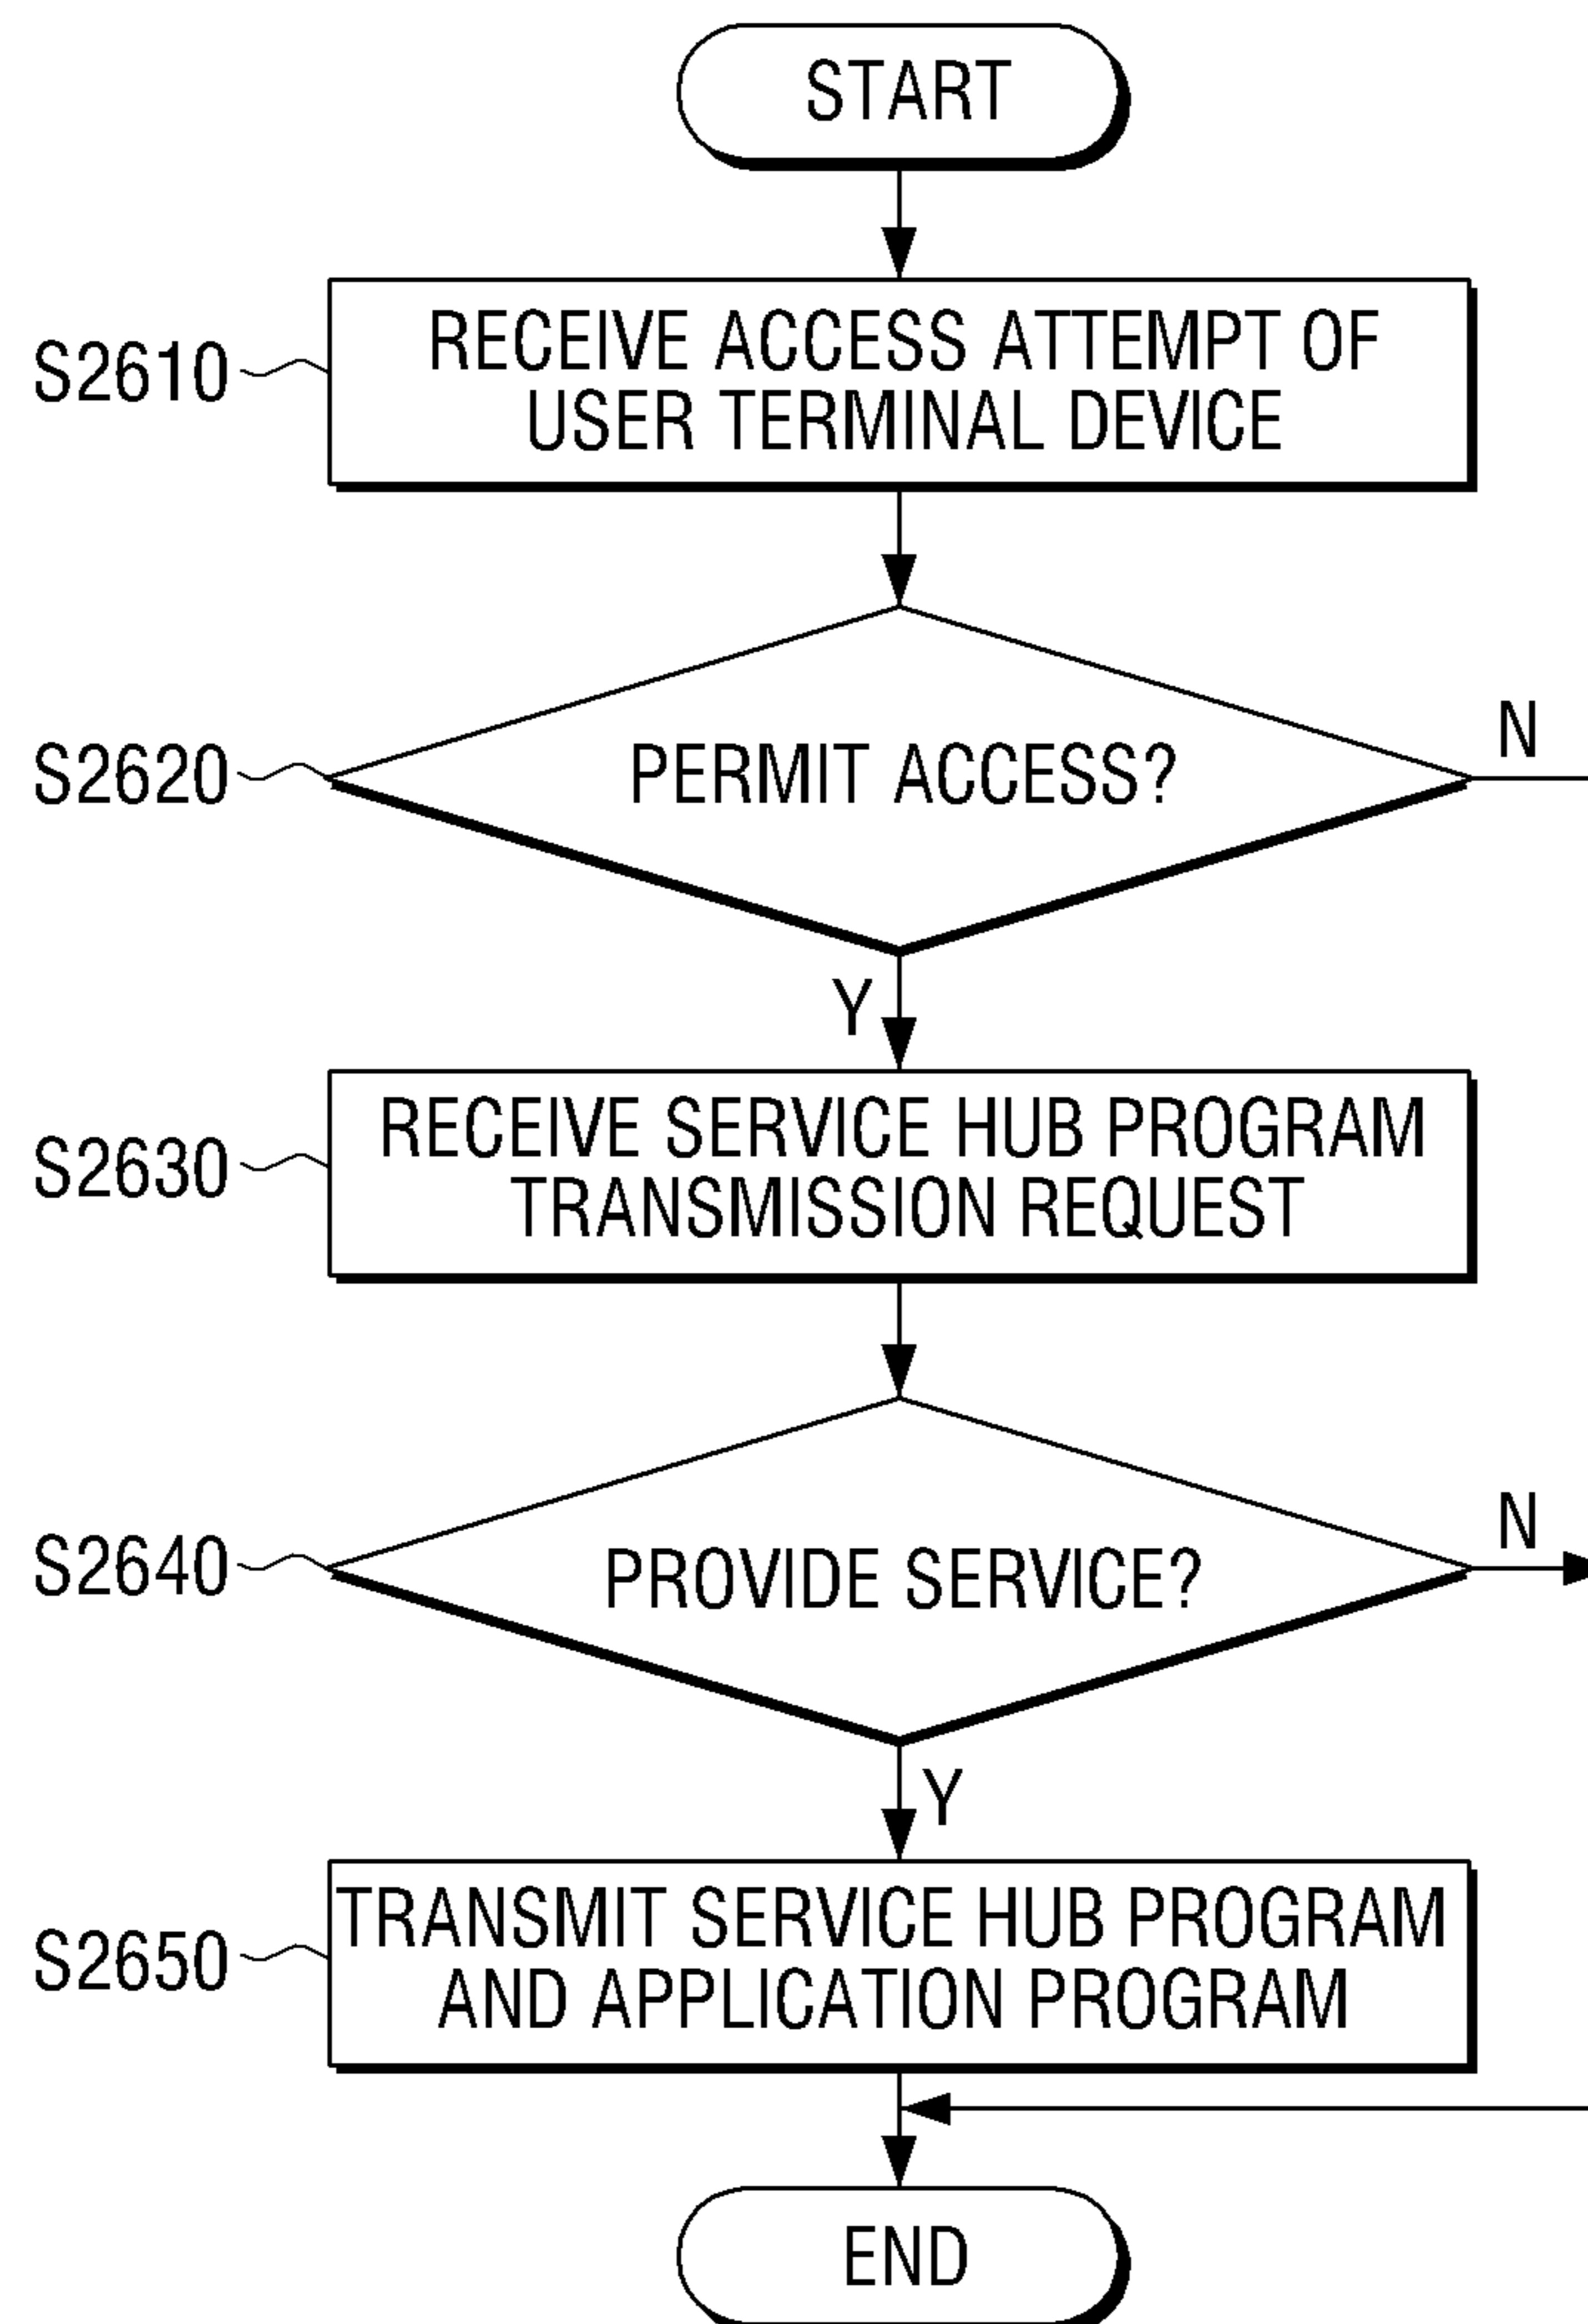 START
S2610
RECEIVE ACCESS ATTEMPT OF
USER TERMINAL DEVICE
S2620
PERMIT ACCESS?
N
Y
S2630
RECEIVE SERVICE HUB PROGRAM
TRANSMISSION REQUEST
S2640
PROVIDE SERVICE?
N
Y
S2650
TRANSMIT SERVICE HUB PROGRAM
AND APPLICATION PROGRAM
END